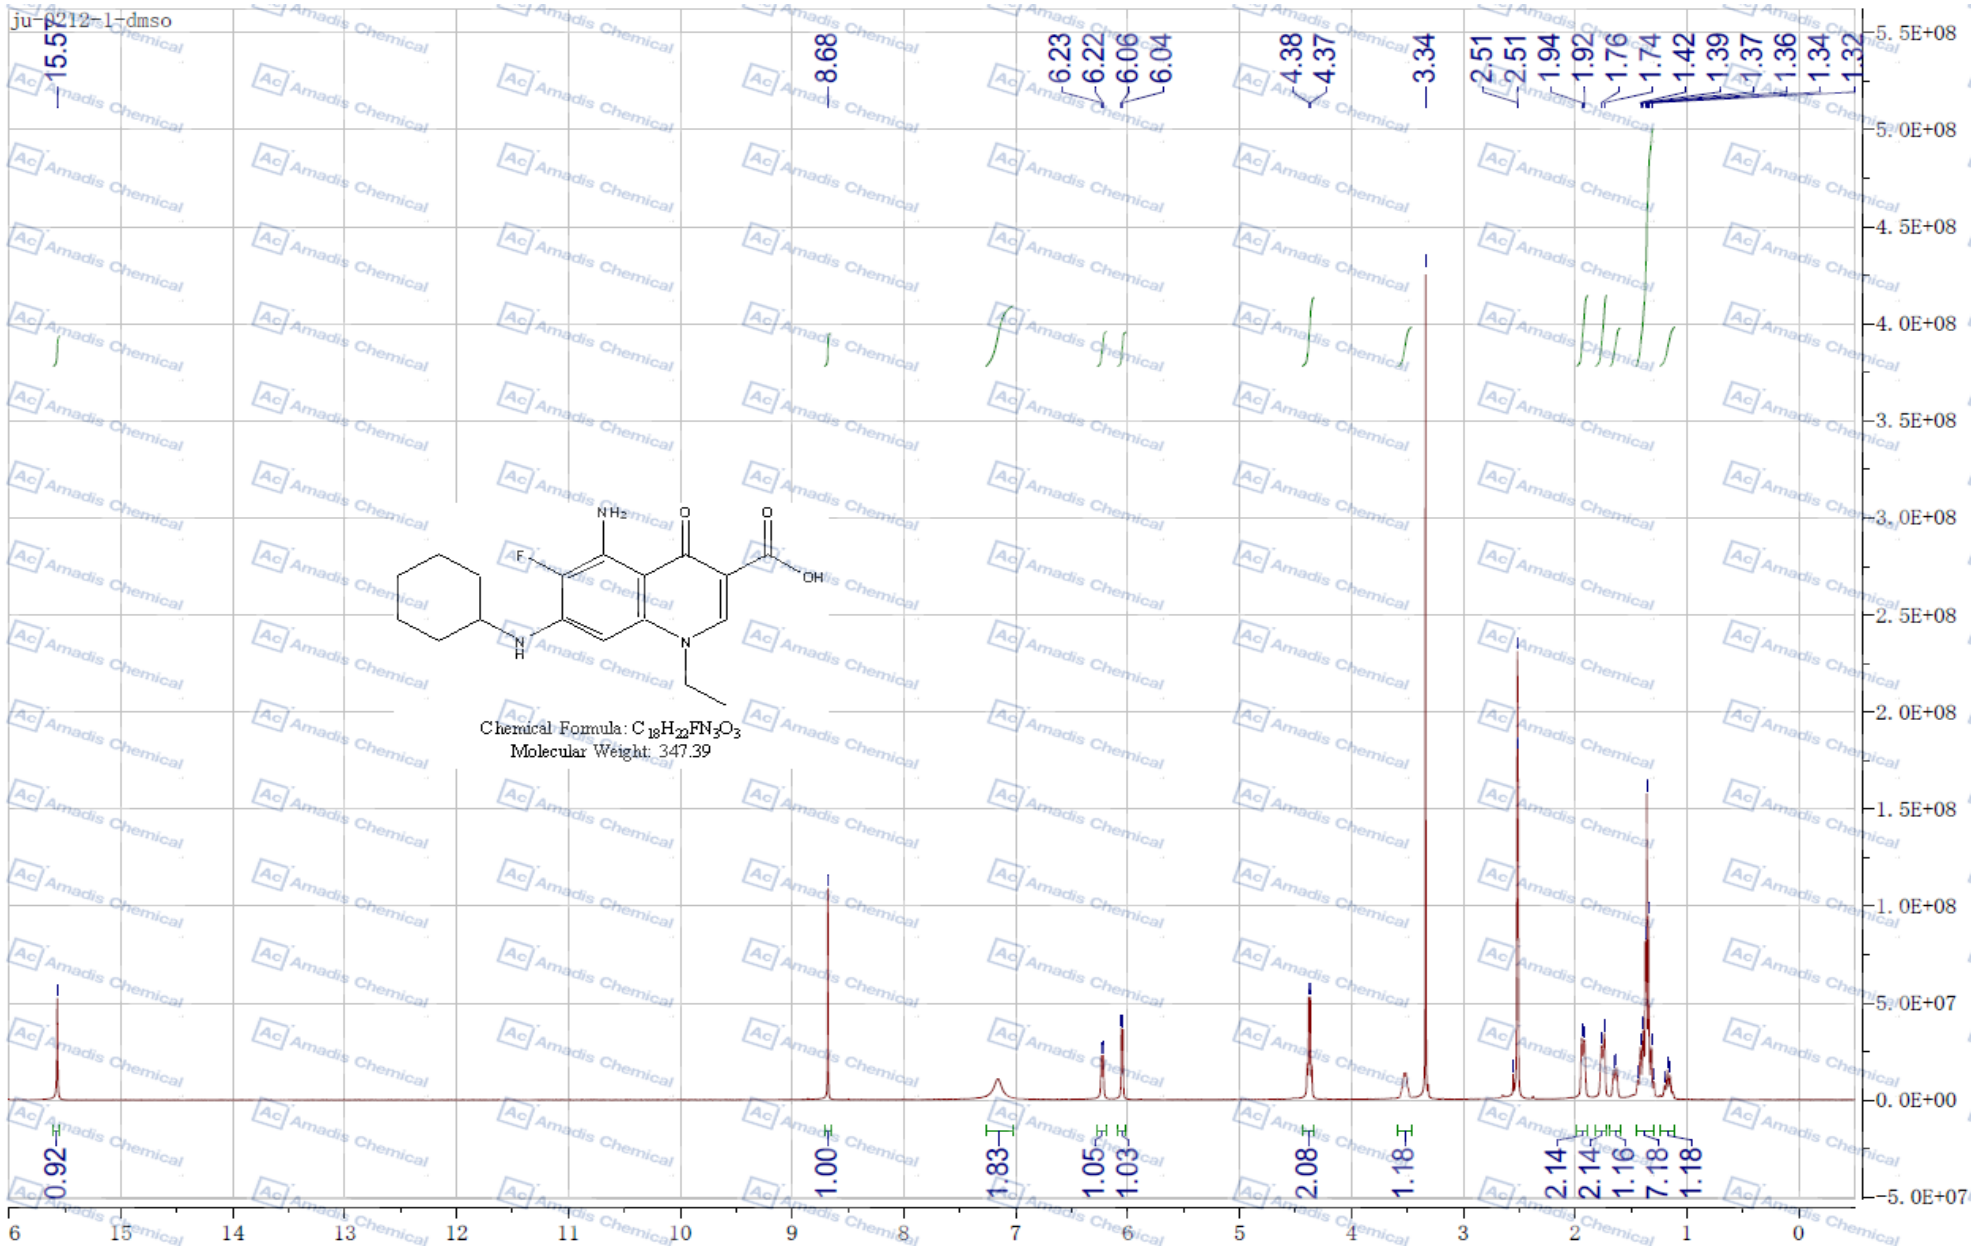 ju-0212-1-dmso
15.57
8.68
6.23
6.22
6.06
6.04
4.38
4.37
3.34
2.51
2.51
1.94
1.92
1.76
1.74
1.42
1.39
1.37
1.36
1.34
1.32
5.5E+08
5.0E+08
4.5E+08
4.0E+08
3.5E+08
3.0E+08
2.5E+08
2.0E+08
1.5E+08
1.0E+08
5.0E+07
0.0E+00
-5.0E+07
NH2
O
O
F
OH
N
H
N
Chemical Formula: C18H22FN3O3
Molecular Weight: 347.39
0.92
1.00
1.83
1.05
1.03
2.08
1.18
2.14
2.14
1.16
7.18
1.18
6 15 14 13 12 11 10 9 8 7 6 5 4 3 2 1 0
Ac Amadis Chemical